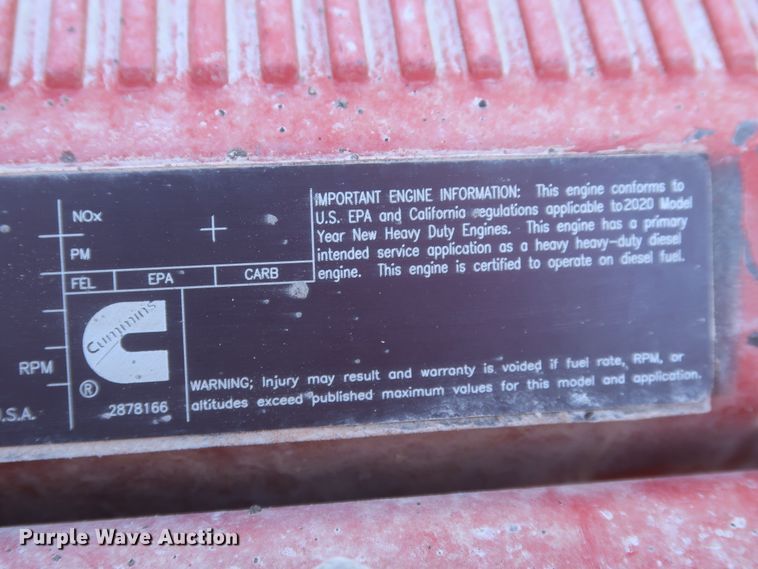 NOx
PM
FEL EPA CARB
IMPORTANT ENGINE INFORMATION: This engine conforms to
U.S. EPA and California regulations applicable to 2020 Model
Year New Heavy Duty Engines. This engine has a primary
intended service application as a heavy heavy-duty diesel
engine. This engine is certified to operate on diesel fuel.
Cummins
®
RPM
U.S.A.
2878166
WARNING; Injury may result and warranty is voided if fuel rate, RPM, or
altitudes exceed published maximum values for this model and application.
Purple Wave Auction